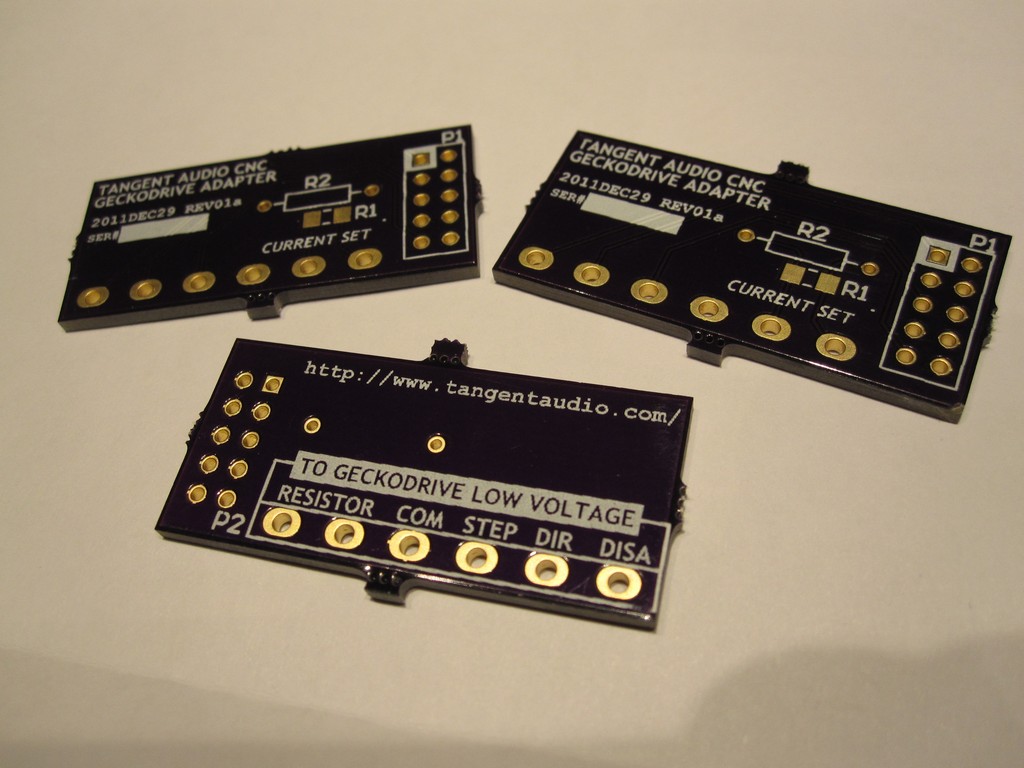 TANGENT AUDIO CNC
GECKODRIVE ADAPTER
2011DEC29 REV01a
SER#
R2
R1
CURRENT SET
P1
TANGENT AUDIO CNC
GECKODRIVE ADAPTER
2011DEC29 REV01a
SER#
R2
R1
CURRENT SET
P1
http://www.tangentaudio.com/
TO GECKODRIVE LOW VOLTAGE
RESISTOR COM STEP DIR DISA
P2